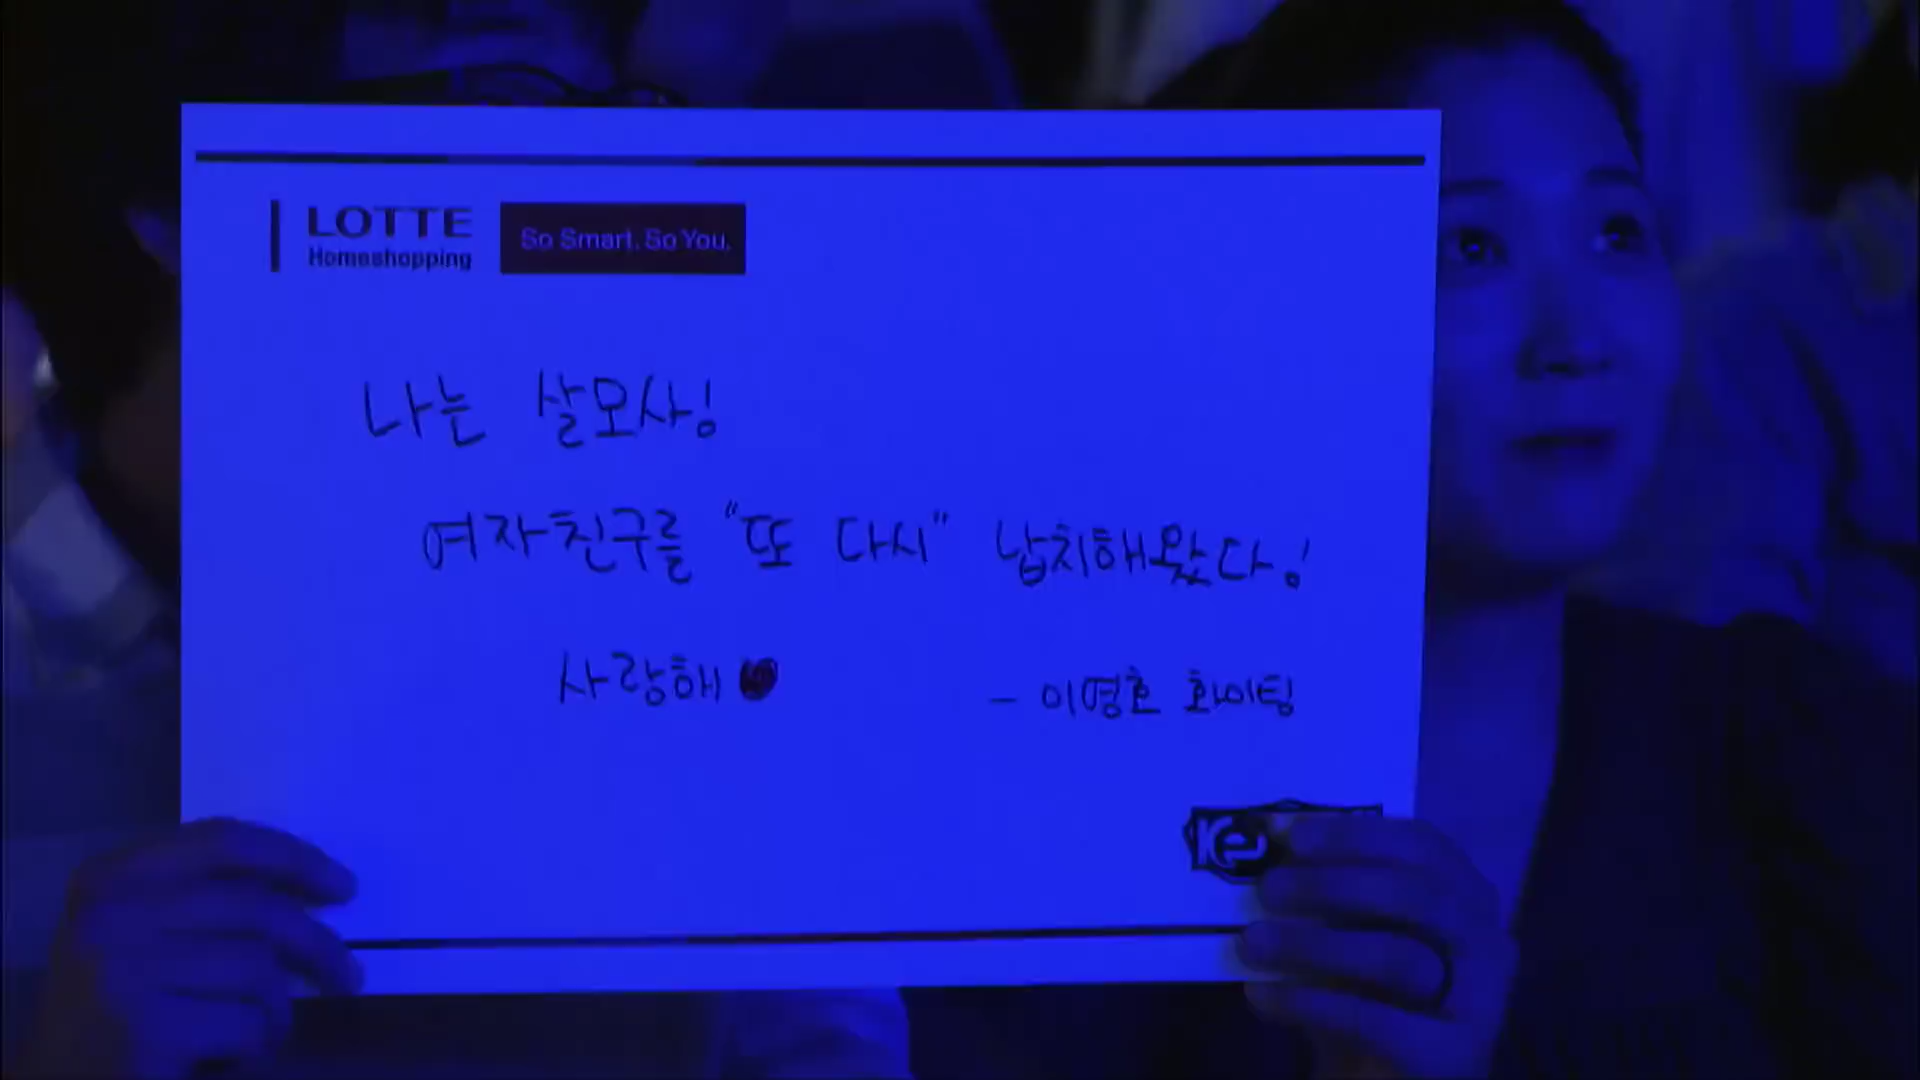 LOTTE
Homeshopping
So Smart. So You.
나는 살모사!
여자친구를 "또 다시" 납치해왔다!
사랑해
- 이영호 화이팅